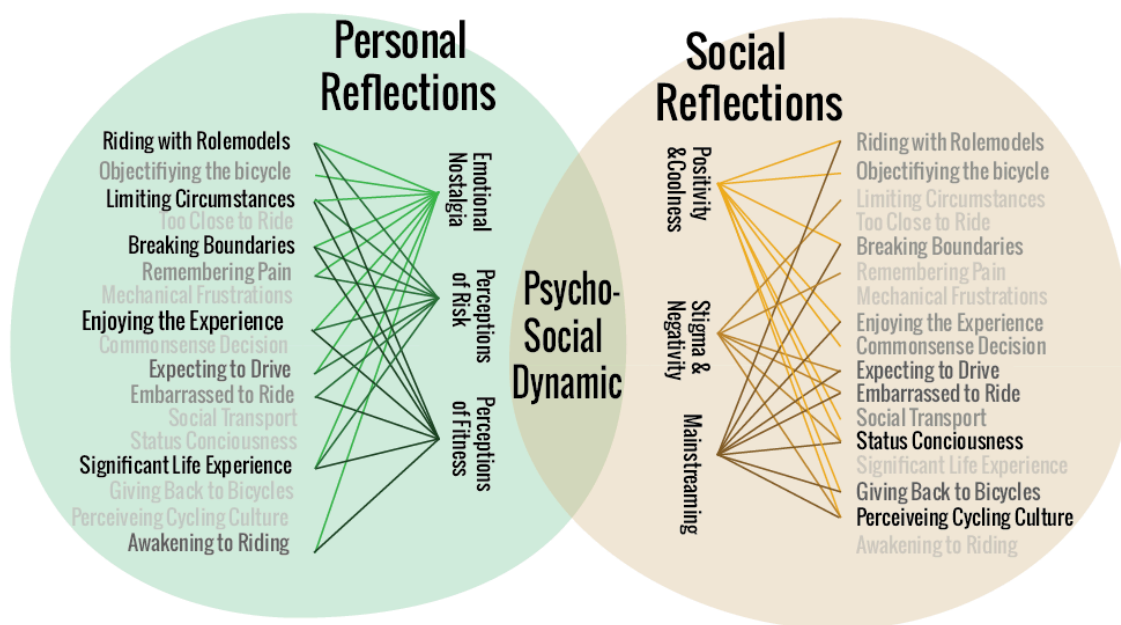 Personal
Reflections
Riding with Rolemodels
Objectifiying the bicycle
Limiting Circumstances
Too Close to Ride
Breaking Boundaries
Remembering Pain
Mechanical Frustrations
Enjoying the Experience
Commonsense Decision
Expecting to Drive
Embarrassed to Ride
Social Transport
Status Conciousness
Significant Life Experience
Giving Back to Bicycles
Perceiveing Cycling Culture
Awakening to Riding
Emotional
Nostalgia
Perceptions
of Risk
Perceptions
of Fitness
Psycho-
Social
Dynamic
Social
Reflections
Positivity
&Coolness
Stigma &
Negativity
Mainstreaming
Riding with Rolemodels
Objectifiying the bicycle
Limiting Circumstances
Too Close to Ride
Breaking Boundaries
Remembering Pain
Mechanical Frustrations
Enjoying the Experience
Commonsense Decision
Expecting to Drive
Embarrassed to Ride
Social Transport
Status Conciousness
Significant Life Experience
Giving Back to Bicycles
Perceiveing Cycling Culture
Awakening to Riding